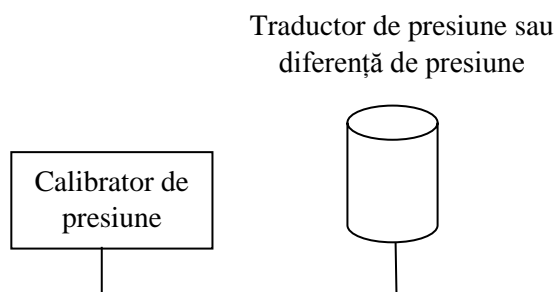 Traductor de presiune sau
diferență de presiune
Calibrator de
presiune